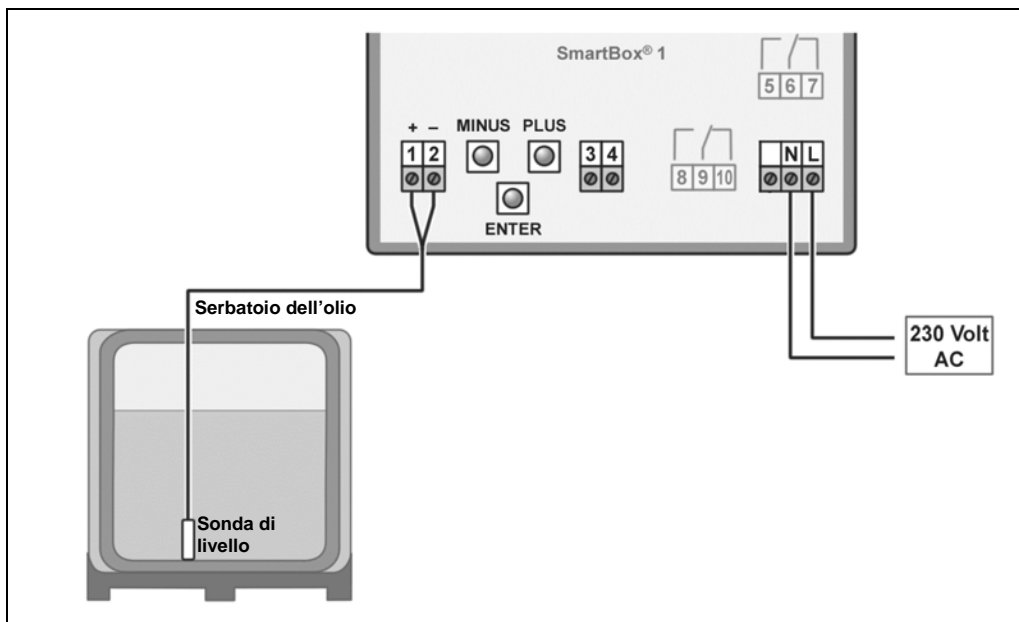 SmartBox® 1
5 6 7
+ –
MINUS PLUS
1 2
3 4
8 9 10
N L
ENTER
Serbatoio dell’olio
230 Volt
AC
Sonda di
livello